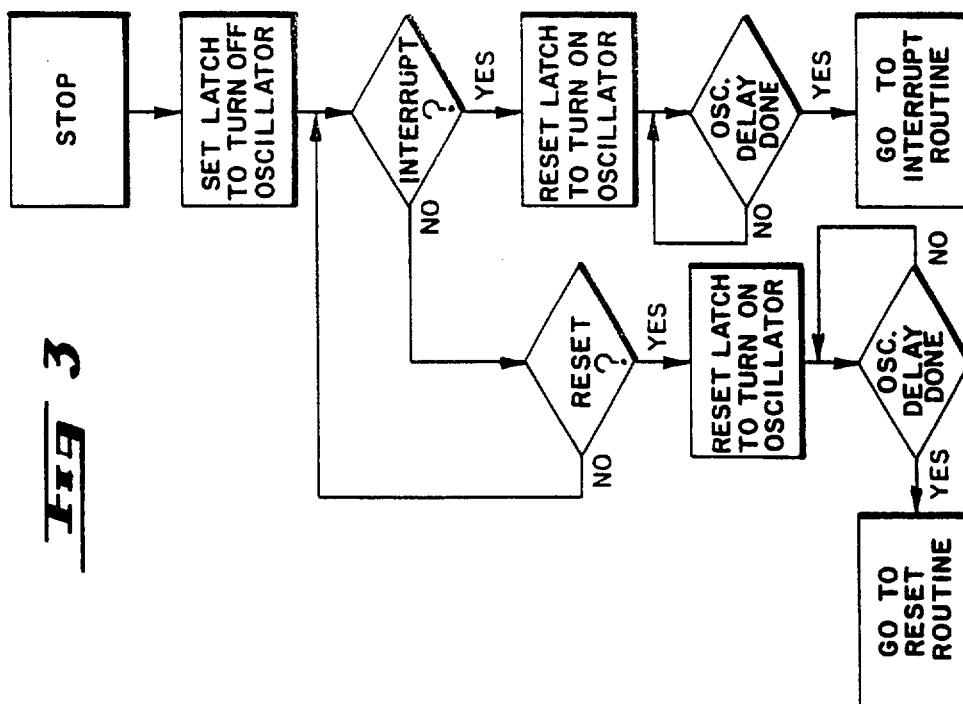 Fig 3
STOP
SET LATCH
TO TURN OFF
OSCILLATOR
INTERRUPT
?
YES
NO
RESET LATCH
TO TURN ON
OSCILLATOR
OSC.
DELAY
DONE
NO
YES
GO TO
INTERRUPT
ROUTINE
RESET
?
NO
YES
RESET LATCH
TO TURN ON
OSCILLATOR
OSC.
DELAY
DONE
NO
YES
GO TO
RESET
ROUTINE